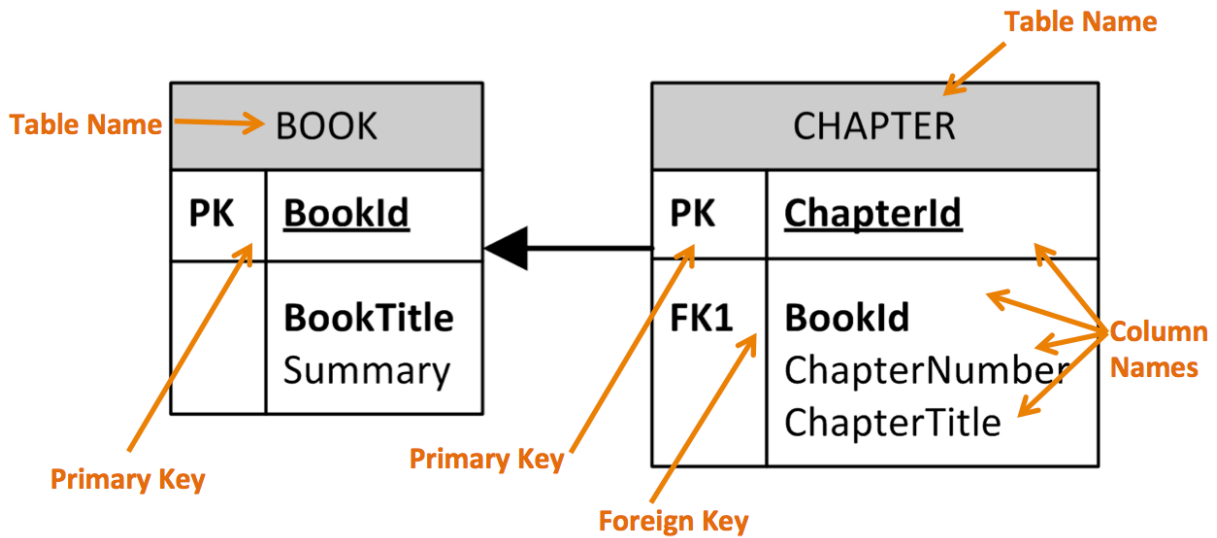 Table Name
Table Name
BOOK
CHAPTER
PK
BookId
PK
ChapterId
BookTitle
Summary
FK1
BookId
ChapterNumber
ChapterTitle
Column
Names
Primary Key
Primary Key
Foreign Key